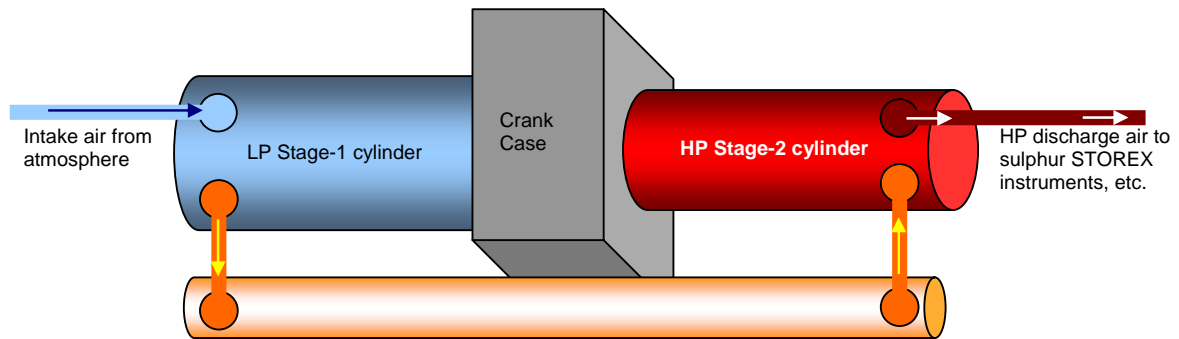 Intake air from
atmosphere
LP Stage-1 cylinder
Crank
Case
HP Stage-2 cylinder
HP discharge air to
sulphur STOREX
instruments, etc.